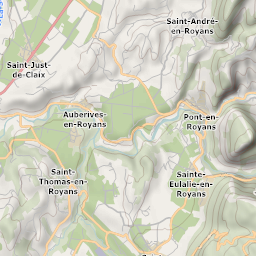 Saint-André-
en-Royans
Saint-Just-
de-Claix
Auberives-
en-Royans
Pont-en-
Royans
Saint-
Thomas-en-
Royans
Sainte-
Eulalie-en-
Royans